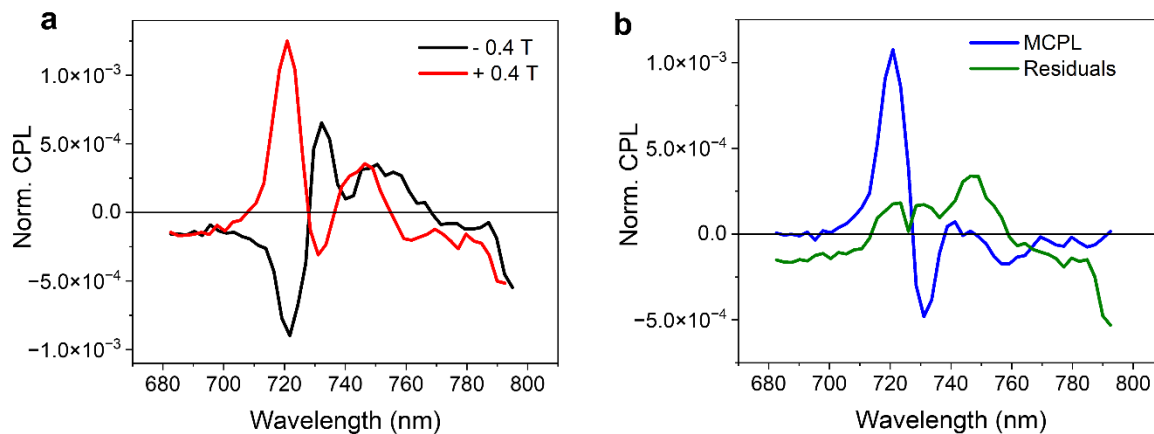 a
- 0.4 T
+ 0.4 T
Norm. CPL
1.0×10⁻³
5.0×10⁻⁴
0.0
−5.0×10⁻⁴
−1.0×10⁻³
680 700 720 740 760 780 800
Wavelength (nm)
b
MCPL
Residuals
Norm. CPL
1.0×10⁻³
5.0×10⁻⁴
0.0
−5.0×10⁻⁴
680 700 720 740 760 780 800
Wavelength (nm)